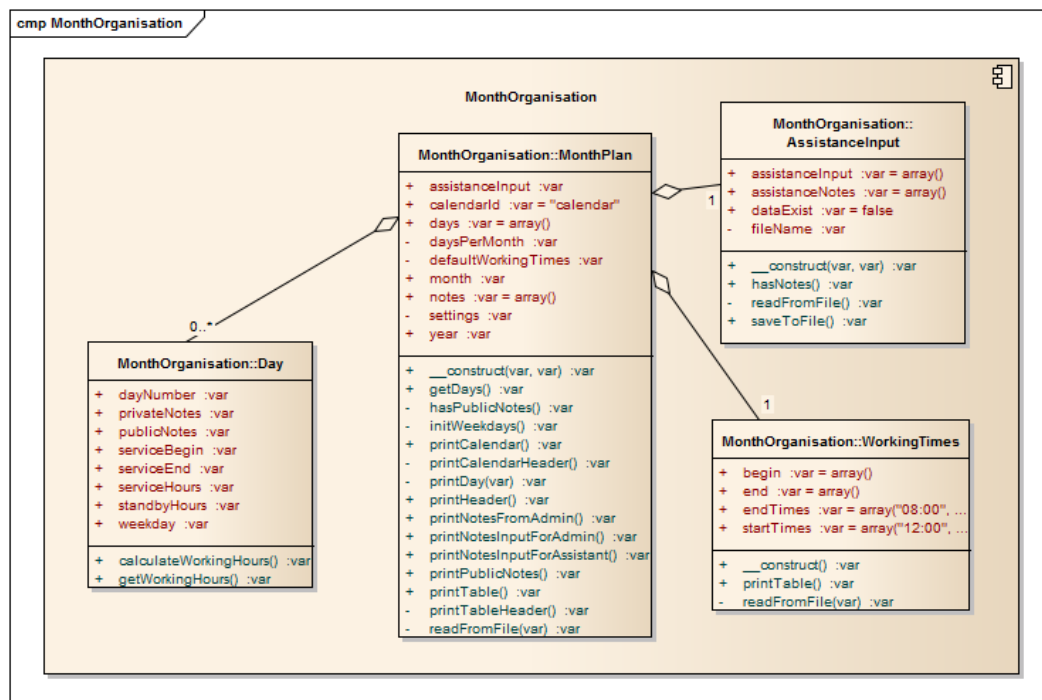 cmp MonthOrganisation
MonthOrganisation
MonthOrganisation::MonthPlan
+ assistanceInput :var
+ calendarId :var = "calendar"
+ days :var = array()
- daysPerMonth :var
- defaultWorkingTimes :var
+ month :var
+ notes :var = array()
- settings :var
+ year :var
+ __construct(var, var) :var
+ getDays() :var
- hasPublicNotes() :var
- initWeekdays() :var
+ printCalendar() :var
- printCalendarHeader() :var
- printDay(var) :var
+ printHeader() :var
+ printNotesFromAdmin() :var
+ printNotesInputForAdmin() :var
+ printNotesInputForAssistant() :var
+ printPublicNotes() :var
+ printTable() :var
- printTableHeader() :var
- readFromFile(var) :var
MonthOrganisation::
AssistanceInput
+ assistanceInput :var = array()
+ assistanceNotes :var = array()
+ dataExist :var = false
- fileName :var
+ __construct(var, var) :var
+ hasNotes() :var
- readFromFile() :var
+ saveToFile() :var
1
0..*
MonthOrganisation::Day
+ dayNumber :var
+ privateNotes :var
+ publicNotes :var
+ serviceBegin :var
+ serviceEnd :var
+ serviceHours :var
+ standbyHours :var
+ weekday :var
+ calculateWorkingHours() :var
+ getWorkingHours() :var
1
MonthOrganisation::WorkingTimes
+ begin :var = array()
+ end :var = array()
+ endTimes :var = array("08:00", ...
+ startTimes :var = array("12:00", ...
+ __construct() :var
+ printTable() :var
- readFromFile(var) :var